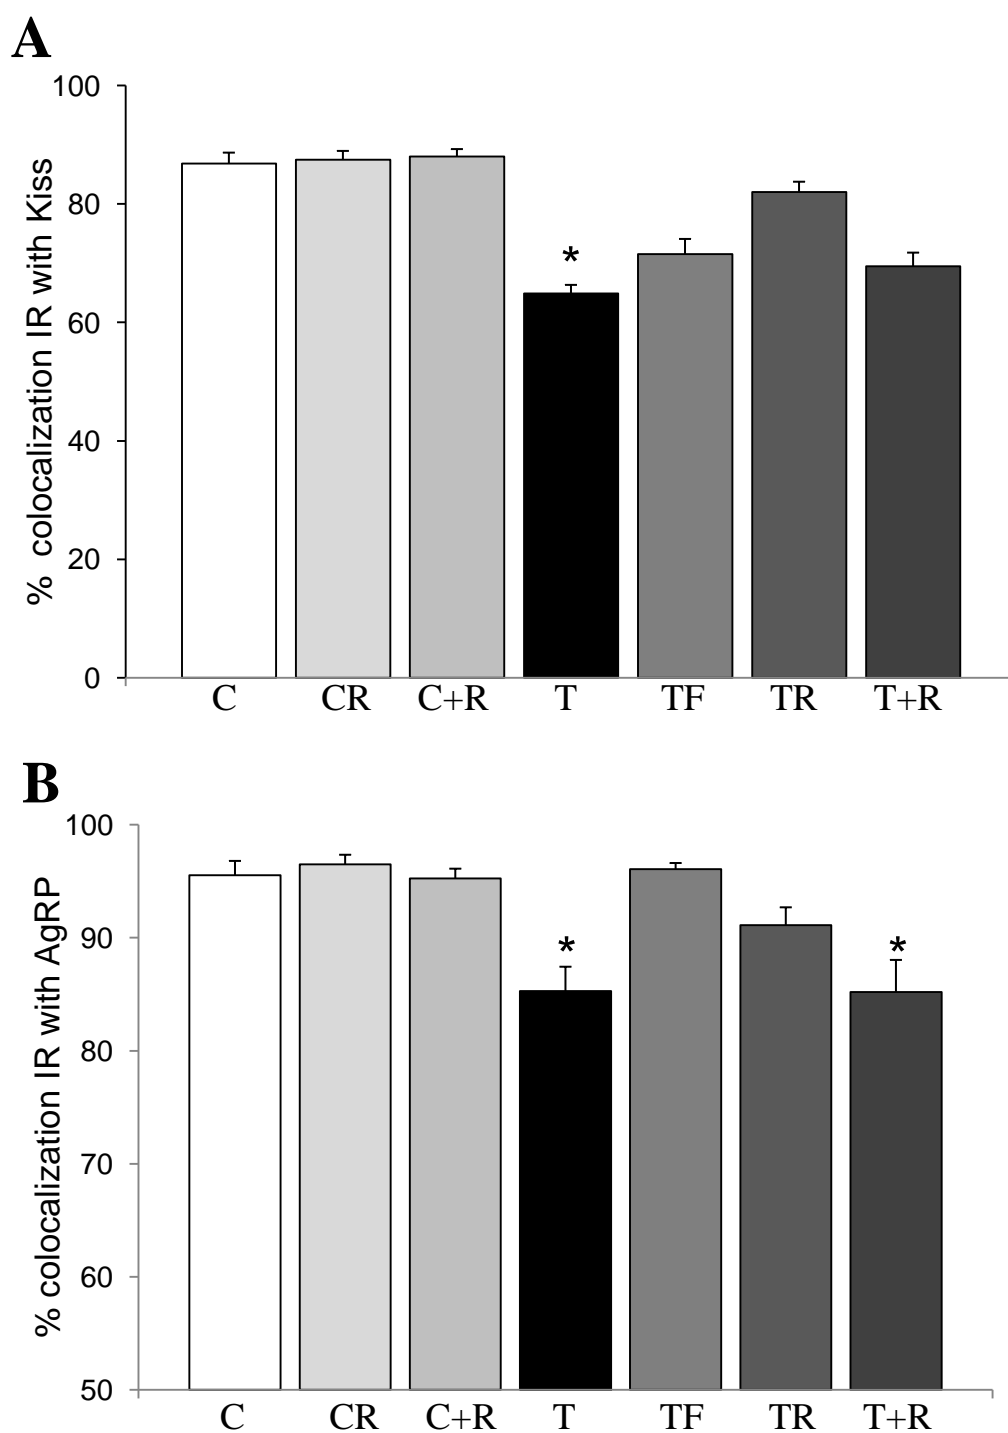 A
% colocalization IR with Kiss
100
80
60
40
20
0
*
C CR C+R T TF TR T+R
B
% colocalization IR with AgRP
100
90
80
70
60
50
* *
C CR C+R T TF TR T+R